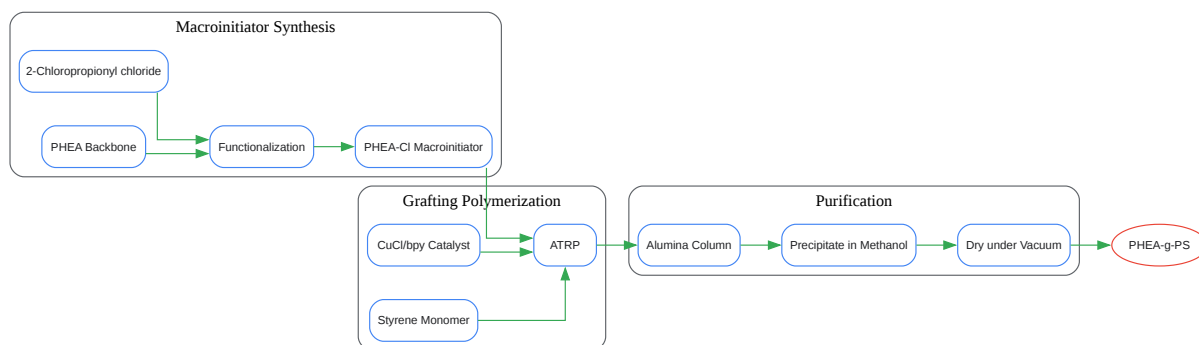 Macroinitiator Synthesis
2-Chloropropionyl chloride
PHEA Backbone
Functionalization
PHEA-Cl Macroinitiator
Grafting Polymerization
CuCl/bpy Catalyst
ATRP
Styrene Monomer
Purification
Alumina Column
Precipitate in Methanol
Dry under Vacuum
PHEA-g-PS